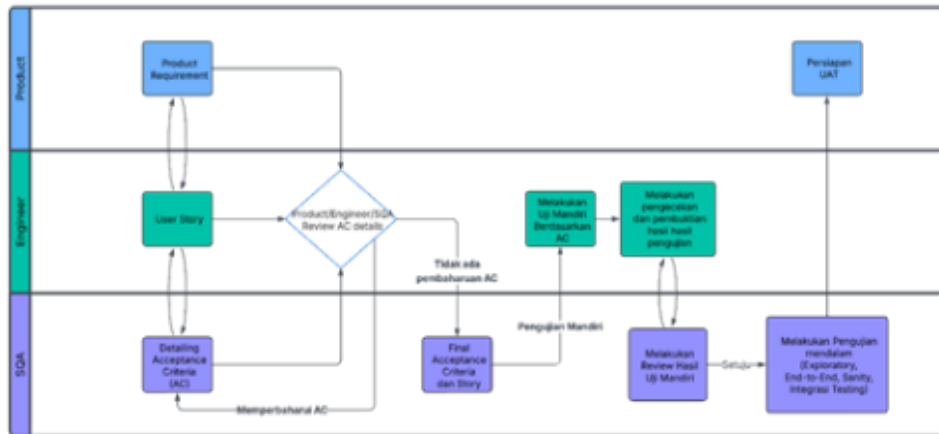 Product
Product
Requirement
Persiapan
UAT
Engineer
User Story
Product/Engineer/SQA
Review AC details
Tidak ada
pembaharuan AC
Melakukan
Uji Mandiri
Berdasarkan
AC
Melakukan
pengecekan
dan pembuktian
hasil hasil
pengujian
SQA
Detailing
Acceptance
Criteria
(AC)
Memperbaharui AC
Final
Acceptance
Criteria
dan Story
Pengujian Mandiri
Melakukan
Review Hasil
Uji Mandiri
Setuju
Melakukan Pengujian
mendalam
(Exploratory,
End-to-End, Sanity,
Integrasi Testing)